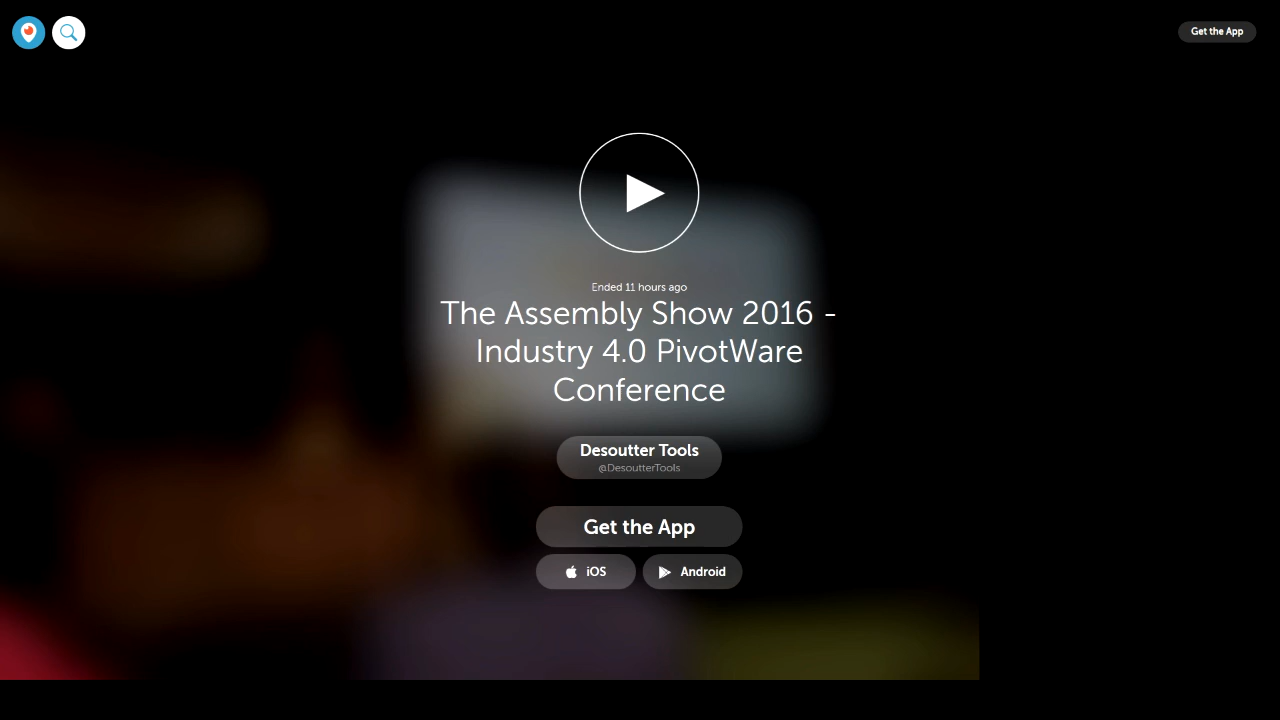 Get the App
Ended 11 hours ago
The Assembly Show 2016 -
Industry 4.0 PivotWare
Conference
Desoutter Tools
@DesoutterTools
Get the App
iOS
Android